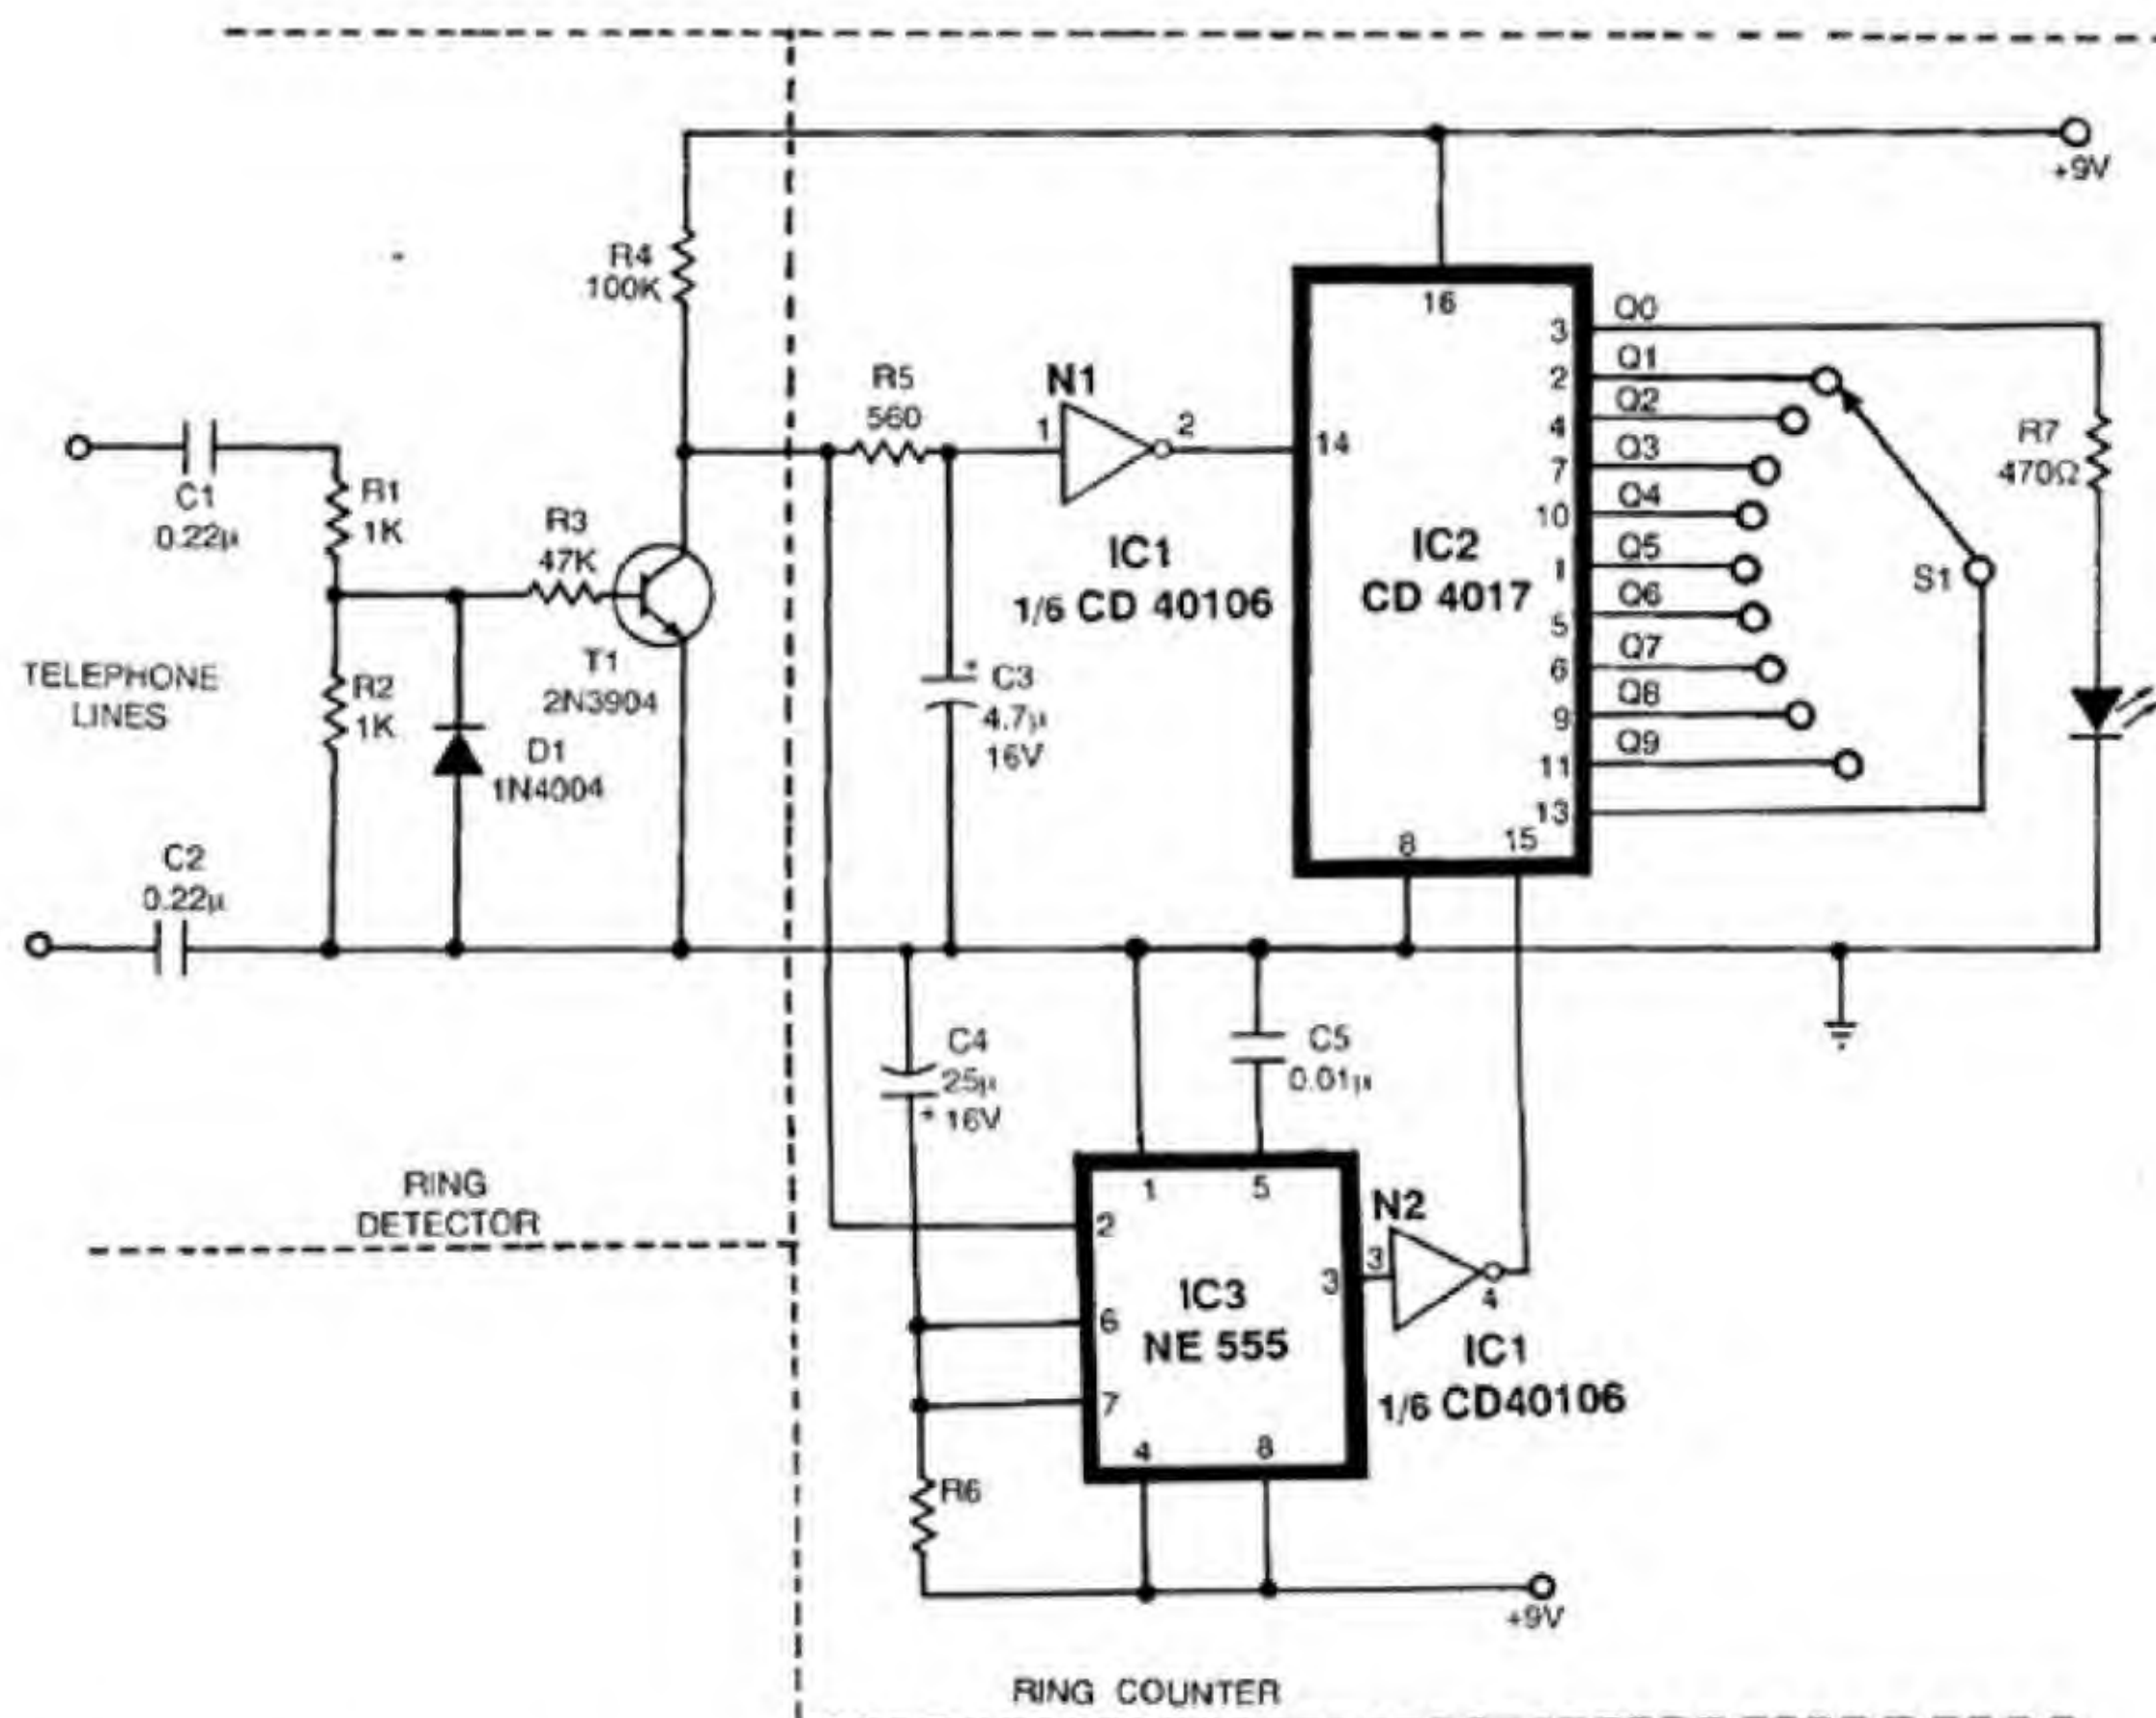 +9V
R4
100K
16
Q0
3
Q1
2
Q2
4
Q3
7
Q4
10
Q5
1
Q6
5
Q7
6
Q8
9
Q9
11
13
14
8
15
IC2
CD 4017
S1
R7
470Ω
R5
560
N1
1
2
IC1
1/6 CD 40106
C1
0.22µ
R1
1K
R3
47K
T1
2N3904
TELEPHONE
LINES
R2
1K
D1
1N4004
+
C3
4.7µ
16V
C2
0.22µ
C4
25µ
+ 16V
C5
0.01µ
RING
DETECTOR
1
5
2
6
7
3
4
8
IC3
NE 555
N2
3
4
IC1
1/6 CD40106
R6
+9V
RING COUNTER